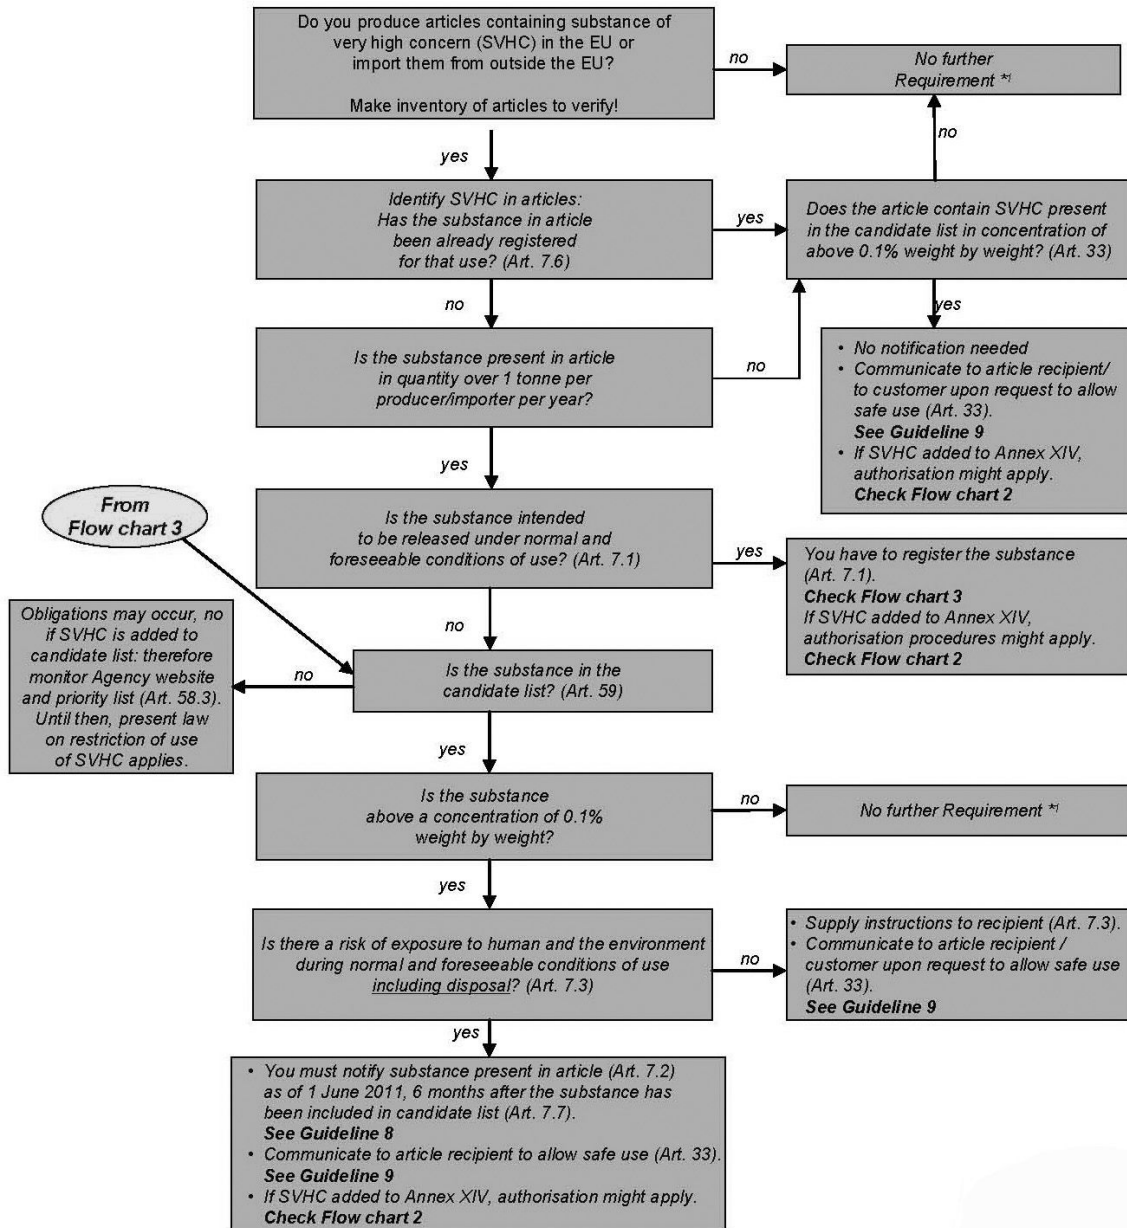 Do you produce articles containing substance of
very high concern (SVHC) in the EU or
import them from outside the EU?
Make inventory of articles to verify!
no
No further
Requirement *¹
no
yes
Identify SVHC in articles:
Has the substance in article
been already registered
for that use? (Art. 7.6)
yes
Does the article contain SVHC present
in the candidate list in concentration of
above 0.1% weight by weight? (Art. 33)
no
yes
Is the substance present in article
in quantity over 1 tonne per
producer/importer per year?
no
• No notification needed
• Communicate to article recipient/
to customer upon request to allow
safe use (Art. 33).
See Guideline 9
• If SVHC added to Annex XIV,
authorisation might apply.
Check Flow chart 2
yes
From
Flow chart 3
Is the substance intended
to be released under normal and
foreseeable conditions of use? (Art. 7.1)
yes
You have to register the substance
(Art. 7.1).
Check Flow chart 3
If SVHC added to Annex XIV,
authorisation procedures might apply.
Check Flow chart 2
no
Obligations may occur, no
if SVHC is added to
candidate list: therefore
monitor Agency website
and priority list (Art. 58.3).
Until then, present law
on restriction of use
of SVHC applies.
no
Is the substance in the
candidate list? (Art. 59)
yes
Is the substance
above a concentration of 0.1%
weight by weight?
no
No further Requirement *¹
yes
Is there a risk of exposure to human and the environment
during normal and foreseeable conditions of use
including disposal? (Art. 7.3)
no
• Supply instructions to recipient (Art. 7.3).
• Communicate to article recipient /
customer upon request to allow safe use
(Art. 33).
See Guideline 9
yes
• You must notify substance present in article (Art. 7.2)
as of 1 June 2011, 6 months after the substance has
been included in candidate list (Art. 7.7).
See Guideline 8
• Communicate to article recipient to allow safe use (Art. 33).
See Guideline 9
• If SVHC added to Annex XIV, authorisation might apply.
Check Flow chart 2